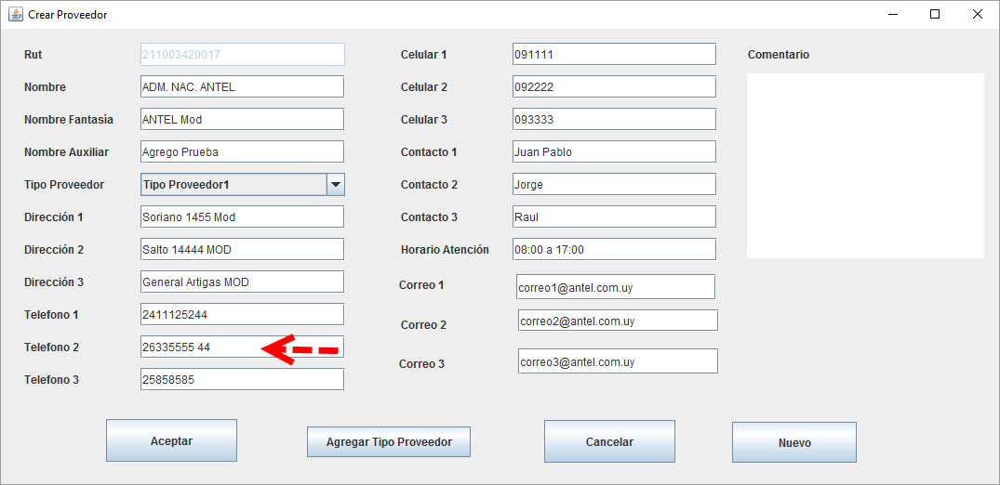 Crear Proveedor
Rut 211003420017
Nombre ADM. NAC. ANTEL
Nombre Fantasía ANTEL Mod
Nombre Auxiliar Agrego Prueba
Tipo Proveedor Tipo Proveedor1
Dirección 1 Soriano 1455 Mod
Dirección 2 Salto 14444 MOD
Dirección 3 General Artigas MOD
Telefono 1 2411125244
Telefono 2 26335555 44
Telefono 3 25858585
Celular 1 091111
Celular 2 092222
Celular 3 093333
Contacto 1 Juan Pablo
Contacto 2 Jorge
Contacto 3 Raul
Horario Atención 08:00 a 17:00
Correo 1 correo1@antel.com.uy
Correo 2 correo2@antel.com.uy
Correo 3 correo3@antel.com.uy
Comentario
Aceptar
Agregar Tipo Proveedor
Cancelar
Nuevo